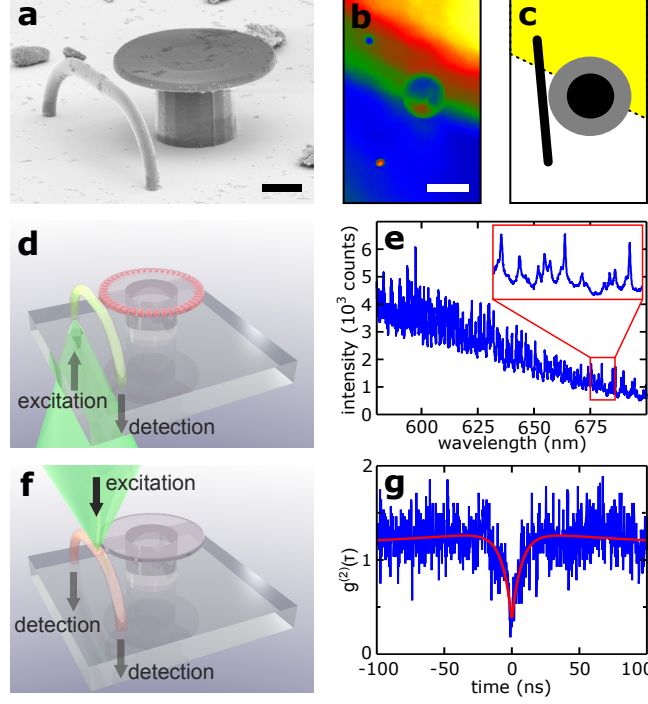 a
b
c
d
excitation
detection
e
intensity (10³ counts)
7
6
5
4
3
2
1
0
600 625 650 675
wavelength (nm)
f
excitation
detection
detection
g
g⁽²⁾(τ)
2
1
0
-100 -50 0 50 100
time (ns)